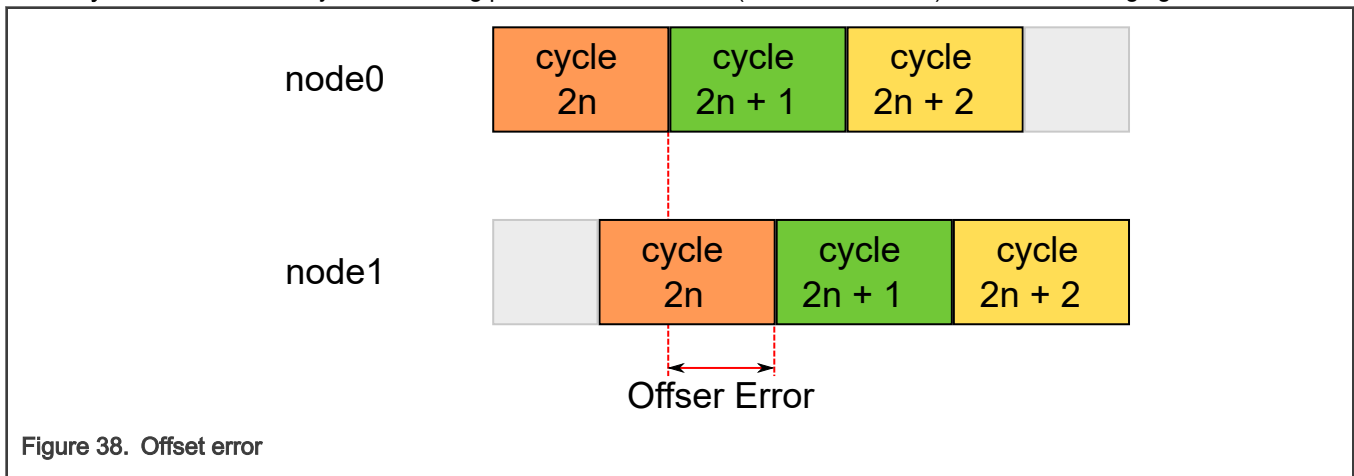 node0
cycle
2n
cycle
2n + 1
cycle
2n + 2
node1
cycle
2n
cycle
2n + 1
cycle
2n + 2
Offser Error
Figure 38. Offset error